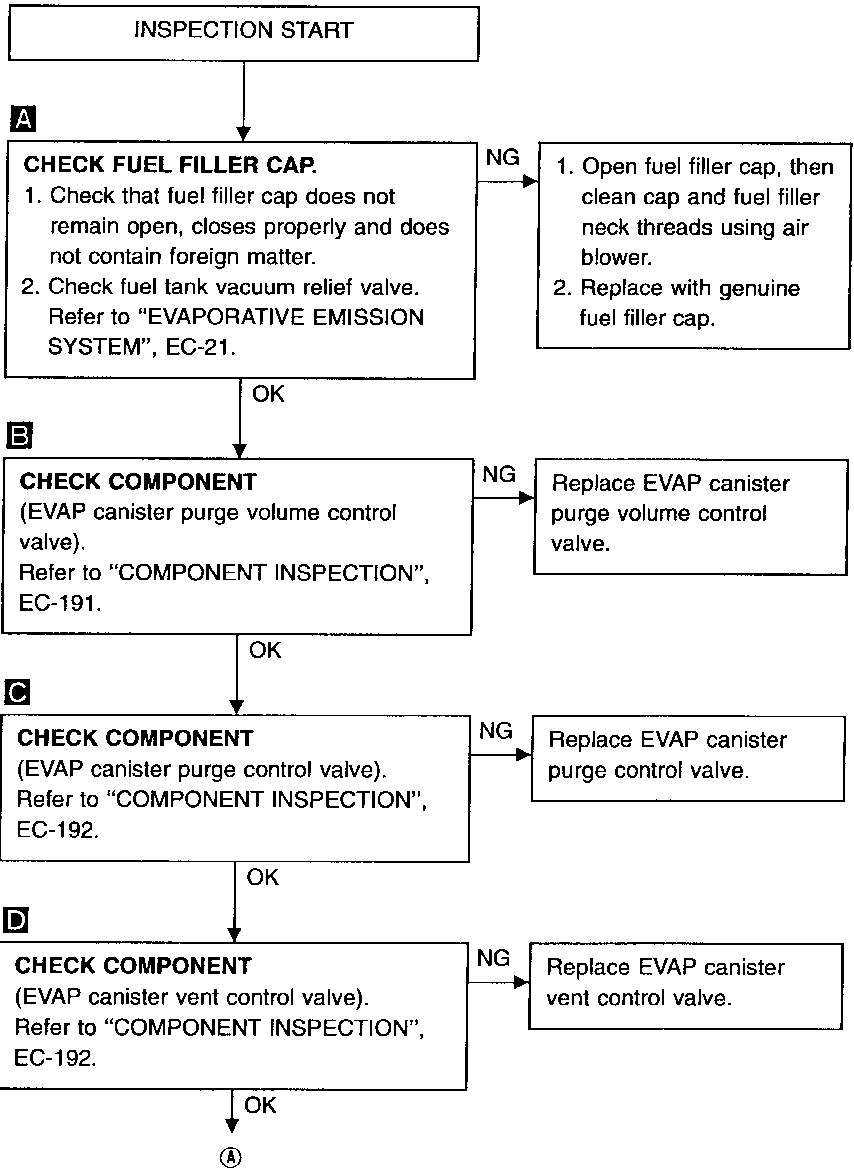 INSPECTION START
A
CHECK FUEL FILLER CAP.
1. Check that fuel filler cap does not
remain open, closes properly and does
not contain foreign matter.
2. Check fuel tank vacuum relief valve.
Refer to “EVAPORATIVE EMISSION
SYSTEM”, EC-21.
NG
1. Open fuel filler cap, then
clean cap and fuel filler
neck threads using air
blower.
2. Replace with genuine
fuel filler cap.
OK
B
CHECK COMPONENT
(EVAP canister purge volume control
valve).
Refer to “COMPONENT INSPECTION”,
EC-191.
NG
Replace EVAP canister
purge volume control
valve.
OK
C
CHECK COMPONENT
(EVAP canister purge control valve).
Refer to “COMPONENT INSPECTION”,
EC-192.
NG
Replace EVAP canister
purge control valve.
OK
D
CHECK COMPONENT
(EVAP canister vent control valve).
Refer to “COMPONENT INSPECTION”,
EC-192.
NG
Replace EVAP canister
vent control valve.
OK
Ⓐ